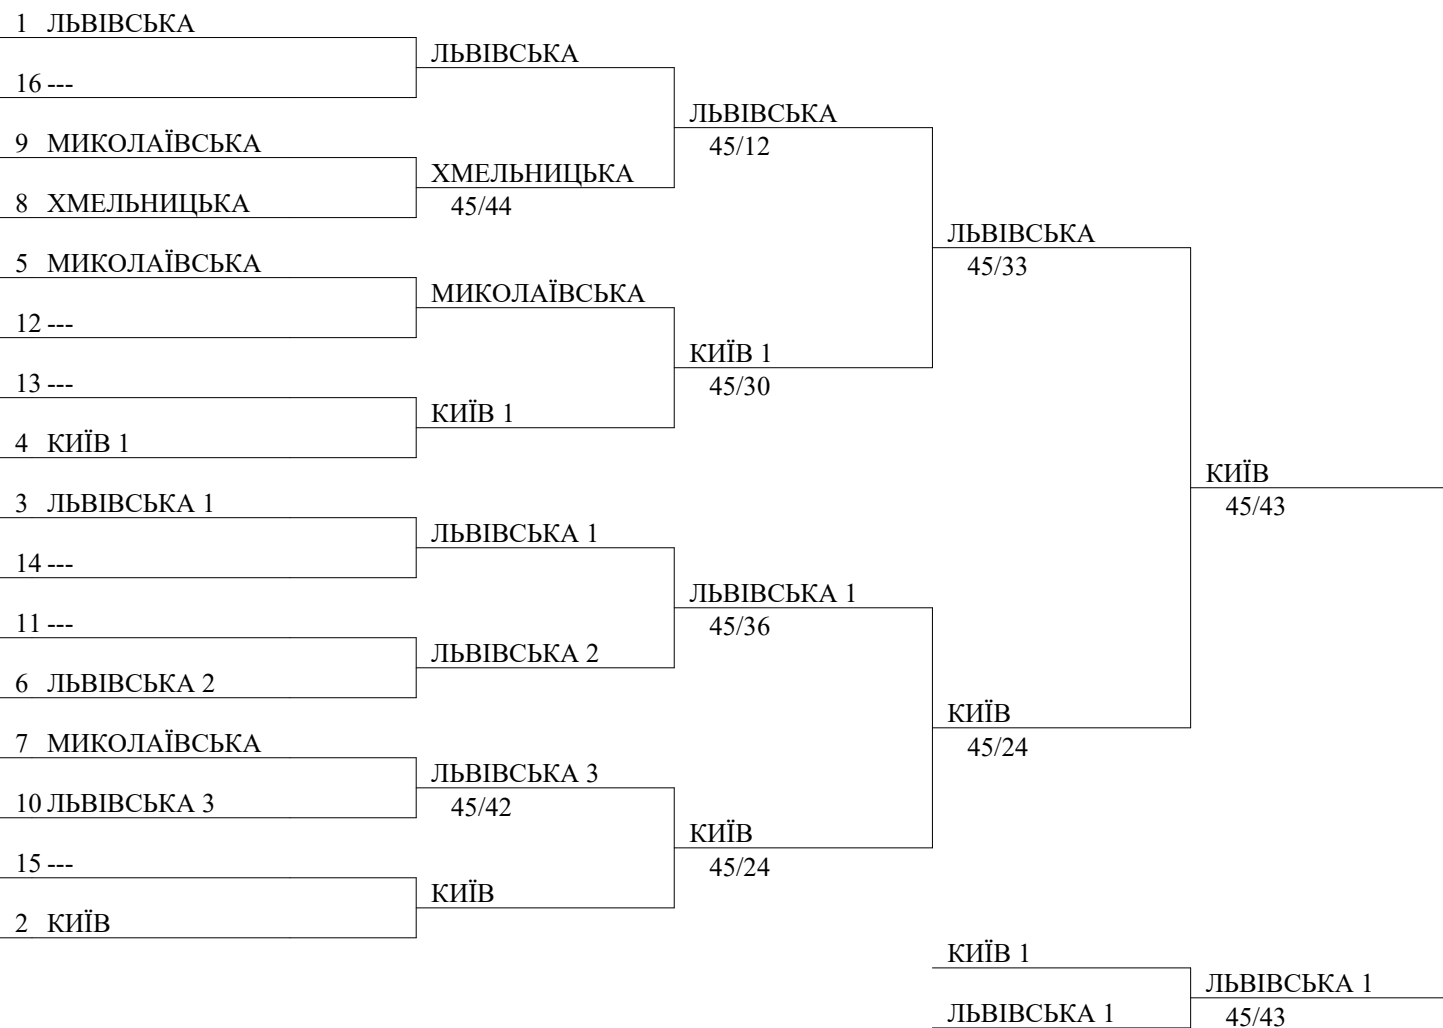 1 ЛЬВІВСЬКА
ЛЬВІВСЬКА
16 ---
ЛЬВІВСЬКА
45/12
9 МИКОЛАЇВСЬКА
ХМЕЛЬНИЦЬКА
8 ХМЕЛЬНИЦЬКА
45/44
ЛЬВІВСЬКА
45/33
5 МИКОЛАЇВСЬКА
МИКОЛАЇВСЬКА
12 ---
КИЇВ 1
45/30
13 ---
КИЇВ 1
4 КИЇВ 1
КИЇВ
45/43
3 ЛЬВІВСЬКА 1
ЛЬВІВСЬКА 1
14 ---
ЛЬВІВСЬКА 1
45/36
11 ---
ЛЬВІВСЬКА 2
6 ЛЬВІВСЬКА 2
КИЇВ
45/24
7 МИКОЛАЇВСЬКА
ЛЬВІВСЬКА 3
10 ЛЬВІВСЬКА 3
45/42
КИЇВ
45/24
15 ---
КИЇВ
2 КИЇВ
КИЇВ 1
ЛЬВІВСЬКА 1
ЛЬВІВСЬКА 1
45/43